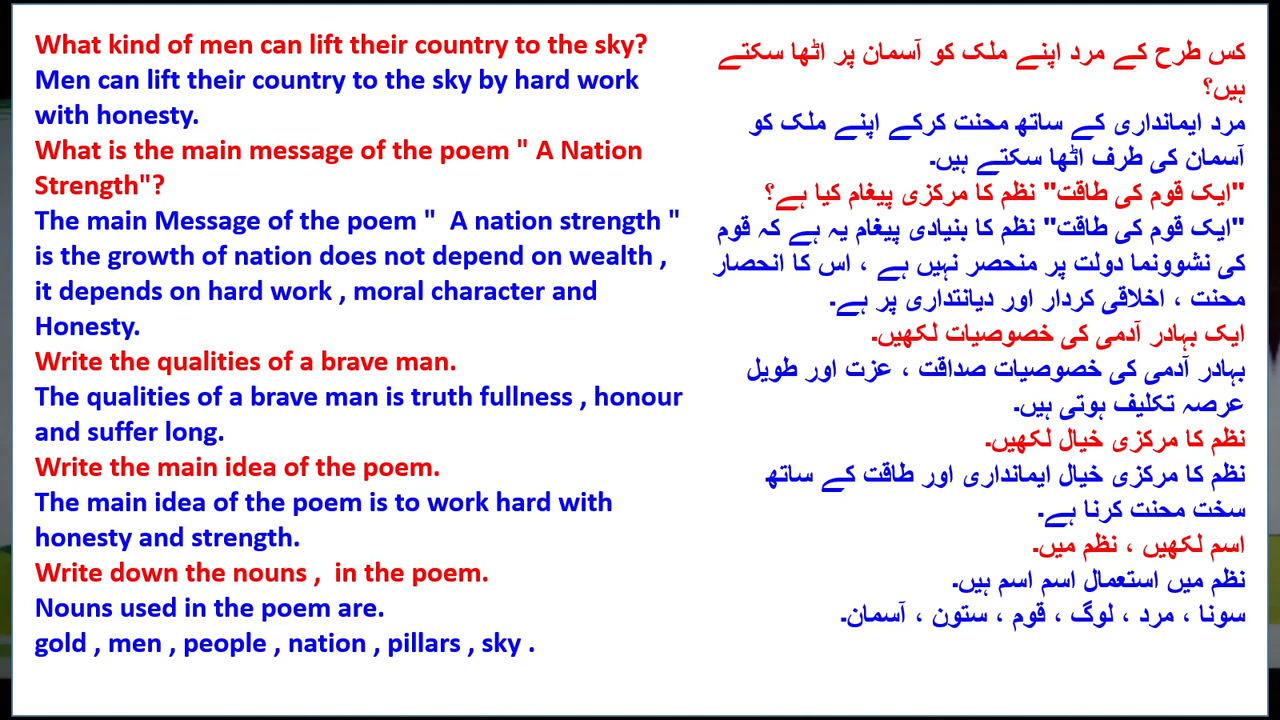 What kind of men can lift their country to the sky?
Men can lift their country to the sky by hard work
with honesty.
What is the main message of the poem " A Nation
Strength"?
The main Message of the poem "  A nation strength "
is the growth of nation does not depend on wealth ,
it depends on hard work , moral character and
Honesty.
Write the qualities of a brave man.
The qualities of a brave man is truth fullness , honour
and suffer long.
Write the main idea of the poem.
The main idea of the poem is to work hard with
honesty and strength.
Write down the nouns ,  in the poem.
Nouns used in the poem are.
gold , men , people , nation , pillars , sky .
کس طرح کے مرد اپنے ملک کو آسمان پر اٹھا سکتے
ہیں؟
مرد ایمانداری کے ساتھ محنت کرکے اپنے ملک کو
آسمان کی طرف اٹھا سکتے ہیں۔
"ایک قوم کی طاقت" نظم کا مرکزی پیغام کیا ہے؟
"ایک قوم کی طاقت" نظم کا بنیادی پیغام یہ ہے کہ قوم
کی نشوونما دولت پر منحصر نہیں ہے ، اس کا انحصار
محنت ، اخلاقی کردار اور دیانتداری پر ہے۔
ایک بہادر آدمی کی خصوصیات لکھیں۔
بہادر آدمی کی خصوصیات صداقت ، عزت اور طویل
عرصہ تکلیف ہوتی ہیں۔
نظم کا مرکزی خیال لکھیں۔
نظم کا مرکزی خیال ایمانداری اور طاقت کے ساتھ
سخت محنت کرنا ہے۔
اسم لکھیں ، نظم میں۔
نظم میں استعمال اسم اسم ہیں۔
سونا ، مرد ، لوگ ، قوم ، ستون ، آسمان۔